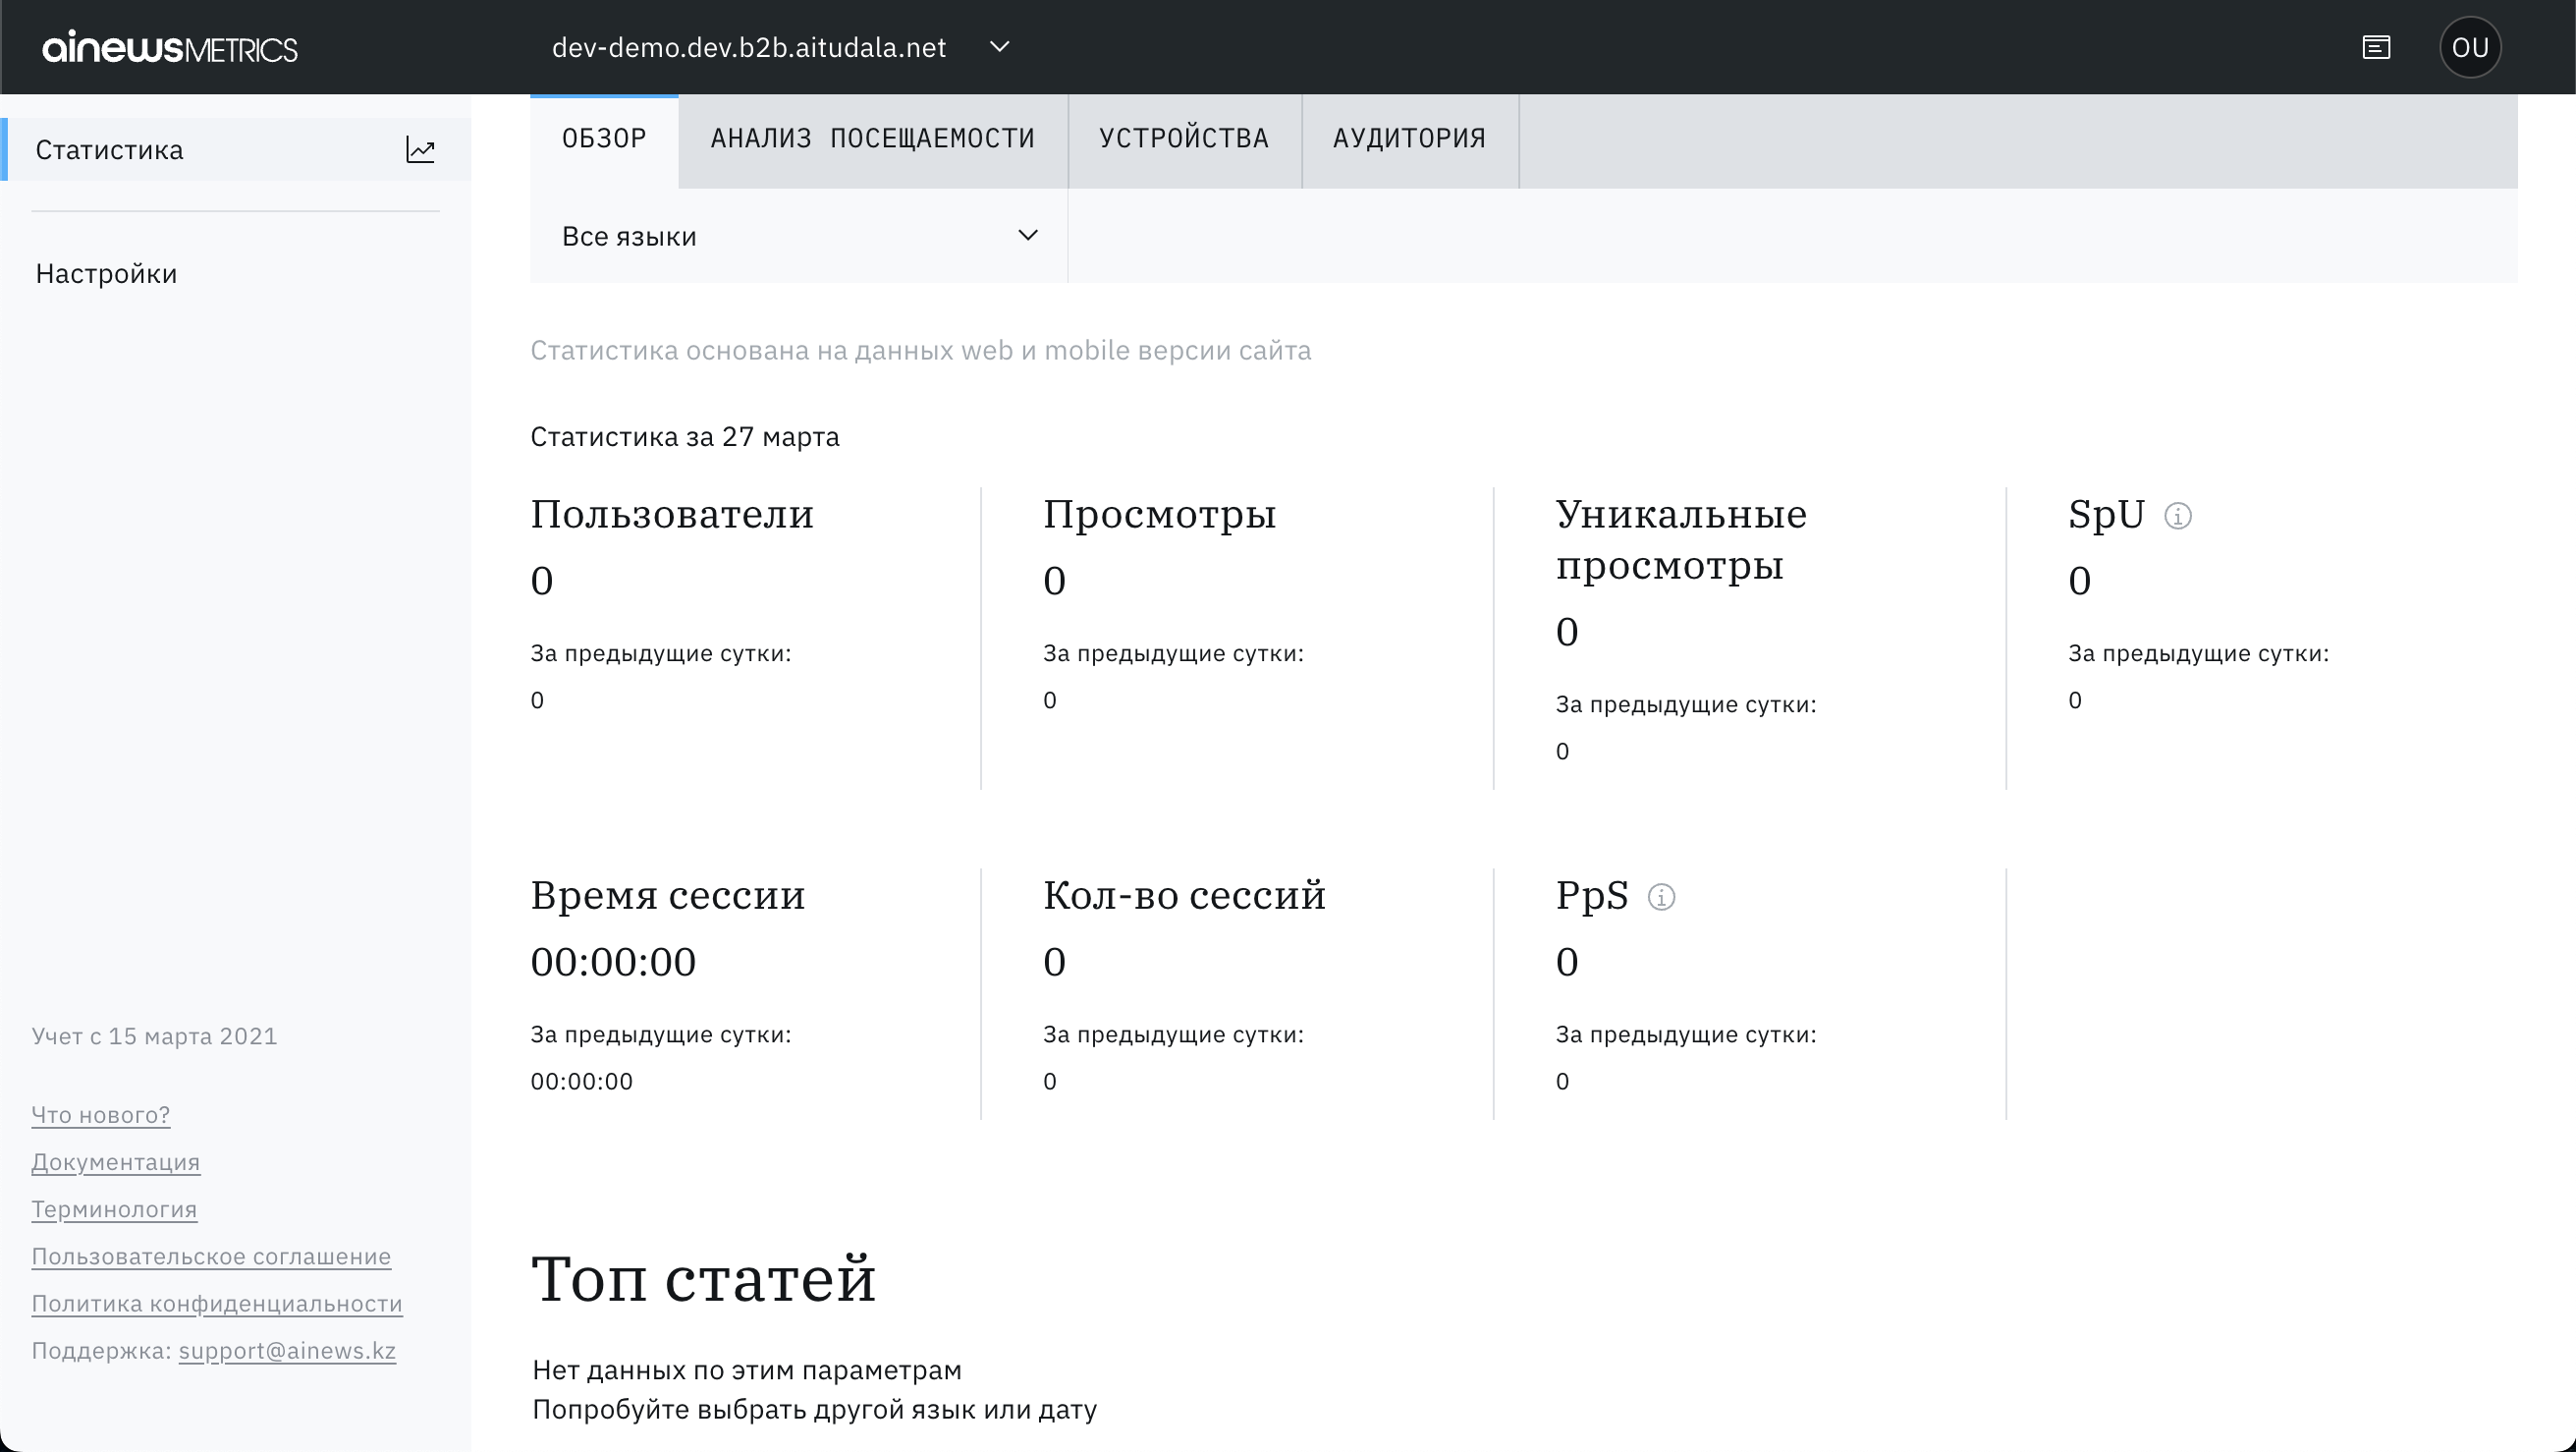 ainewsMETRICS
dev-demo.dev.b2b.aitudala.net
OU
Статистика
Настройки
ОБЗОР
АНАЛИЗ ПОСЕЩАЕМОСТИ
УСТРОЙСТВА
АУДИТОРИЯ
Все языки
Статистика основана на данных web и mobile версии сайта
Статистика за 27 марта
Пользователи
0
За предыдущие сутки:
0
Просмотры
0
За предыдущие сутки:
0
Уникальные
просмотры
0
За предыдущие сутки:
0
SpU
0
За предыдущие сутки:
0
Время сессии
00:00:00
За предыдущие сутки:
00:00:00
Кол-во сессий
0
За предыдущие сутки:
0
PpS
0
За предыдущие сутки:
0
Топ статей
Нет данных по этим параметрам
Попробуйте выбрать другой язык или дату
Учет с 15 марта 2021
Что нового?
Документация
Терминология
Пользовательское соглашение
Политика конфиденциальности
Поддержка: support@ainews.kz